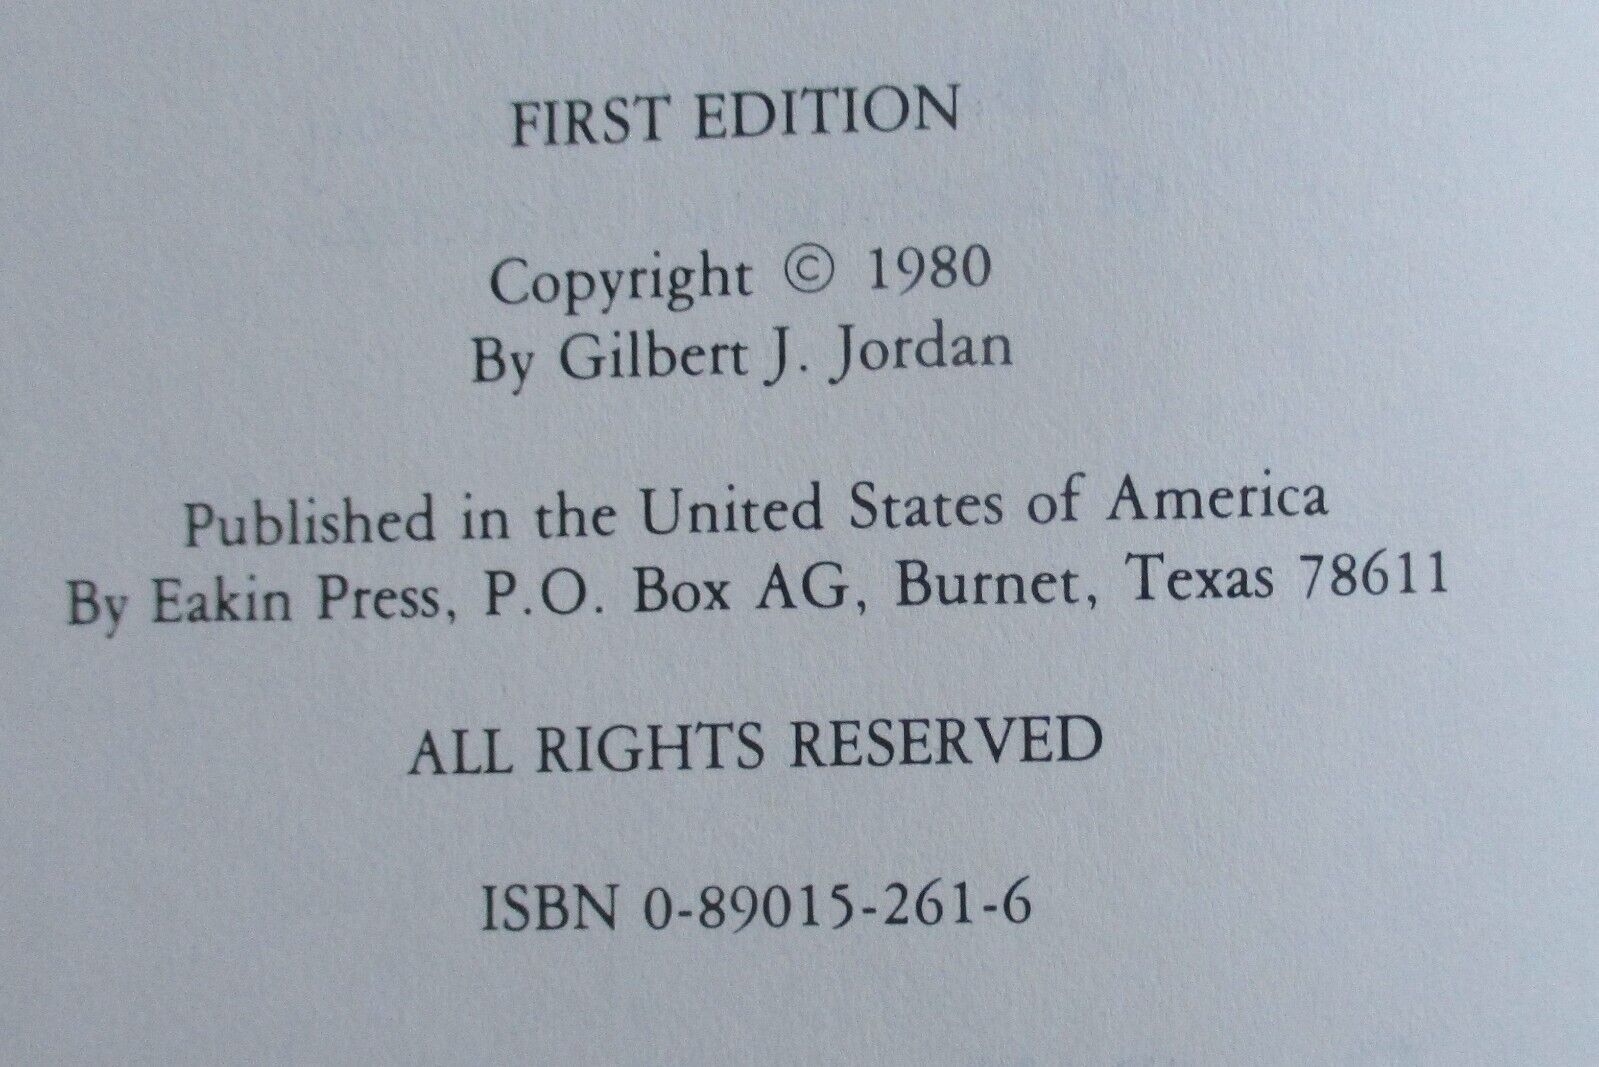 FIRST EDITION
Copyright © 1980
By Gilbert J. Jordan
Published in the United States of America
By Eakin Press, P.O. Box AG, Burnet, Texas 78611
ALL RIGHTS RESERVED
ISBN 0-89015-261-6